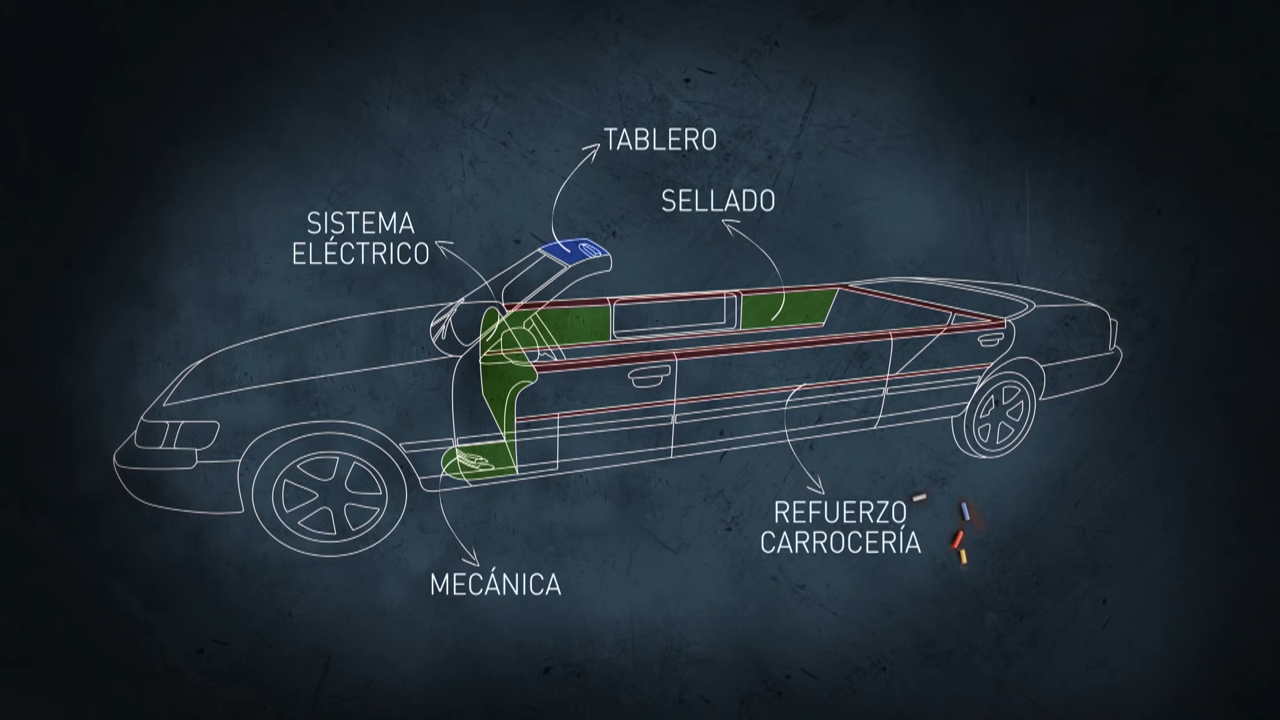 TABLERO
SELLADO
SISTEMA
ELÉCTRICO
REFUERZO
CARROCERÍA
MECÁNICA